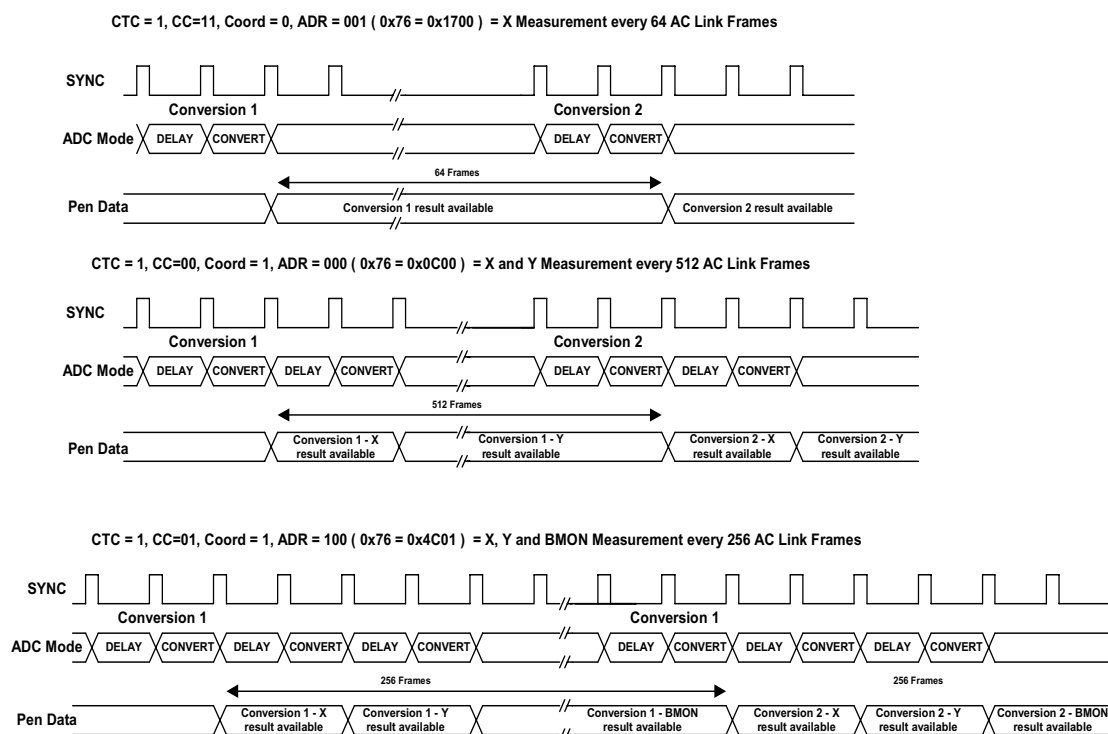 CTC = 1, CC=11, Coord = 0, ADR = 001 ( 0x76 = 0x1700 ) = X Measurement every 64 AC Link Frames
SYNC
Conversion 1 Conversion 2
ADC Mode DELAY CONVERT DELAY CONVERT
64 Frames
Pen Data Conversion 1 result available Conversion 2 result available
CTC = 1, CC=00, Coord = 1, ADR = 000 ( 0x76 = 0x0C00 ) = X and Y Measurement every 512 AC Link Frames
SYNC
Conversion 1 Conversion 2
ADC Mode DELAY CONVERT DELAY CONVERT DELAY CONVERT DELAY CONVERT
512 Frames
Conversion 1 - X Conversion 1 - Y Conversion 2 - X Conversion 2 - Y
Pen Data result available result available result available result available
CTC = 1, CC=01, Coord = 1, ADR = 100 ( 0x76 = 0x4C01 ) = X, Y and BMON Measurement every 256 AC Link Frames
SYNC
Conversion 1 Conversion 1
ADC Mode DELAY CONVERT DELAY CONVERT DELAY CONVERT DELAY CONVERT DELAY CONVERT DELAY CONVERT
256 Frames 256 Frames
Conversion 1 - X Conversion 1 - Y Conversion 1 - BMON Conversion 2 - X Conversion 2 - Y Conversion 2 - BMON
Pen Data result available result available result available result available result available result available